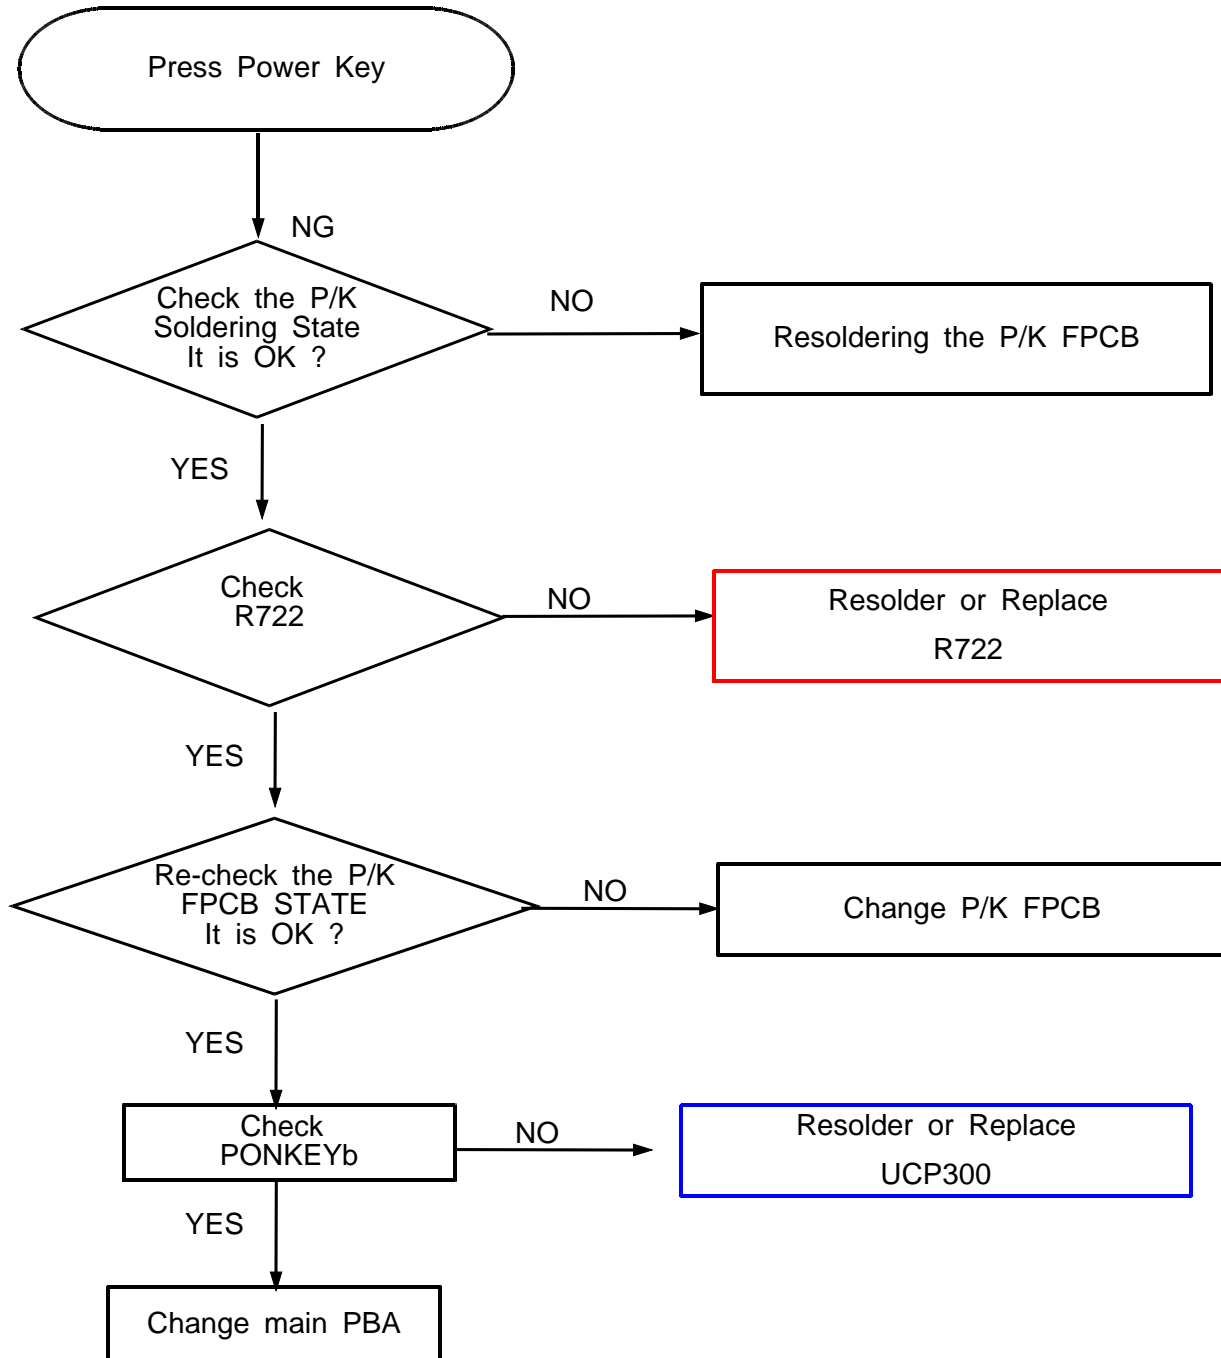 Press Power Key
NG
Check the P/K
Soldering State
It is OK ?
NO
Resoldering the P/K FPCB
YES
Check
R722
NO
Resolder or Replace
R722
YES
Re-check the P/K
FPCB STATE
It is OK ?
NO
Change P/K FPCB
YES
Check
PONKEYb
NO
Resolder or Replace
UCP300
YES
Change main PBA